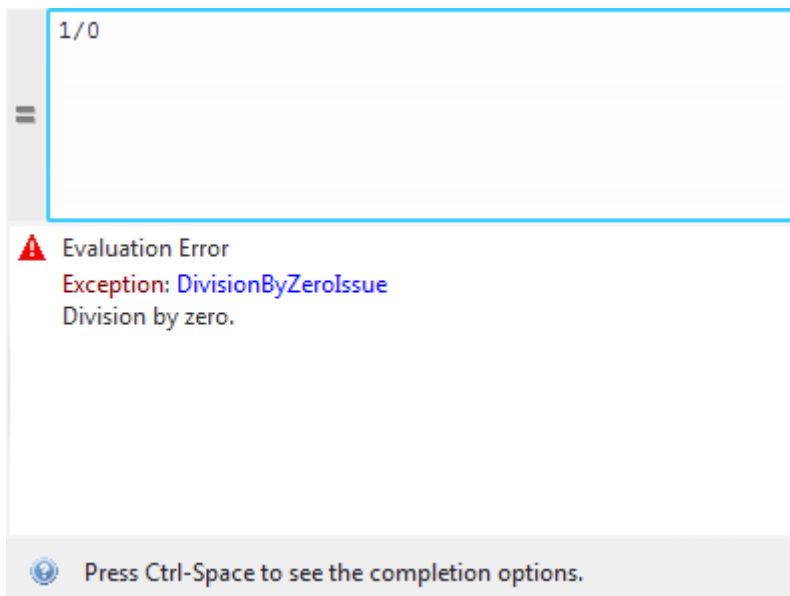 1/0
=
Evaluation Error
Exception: DivisionByZeroIssue
Division by zero.
Press Ctrl-Space to see the completion options.